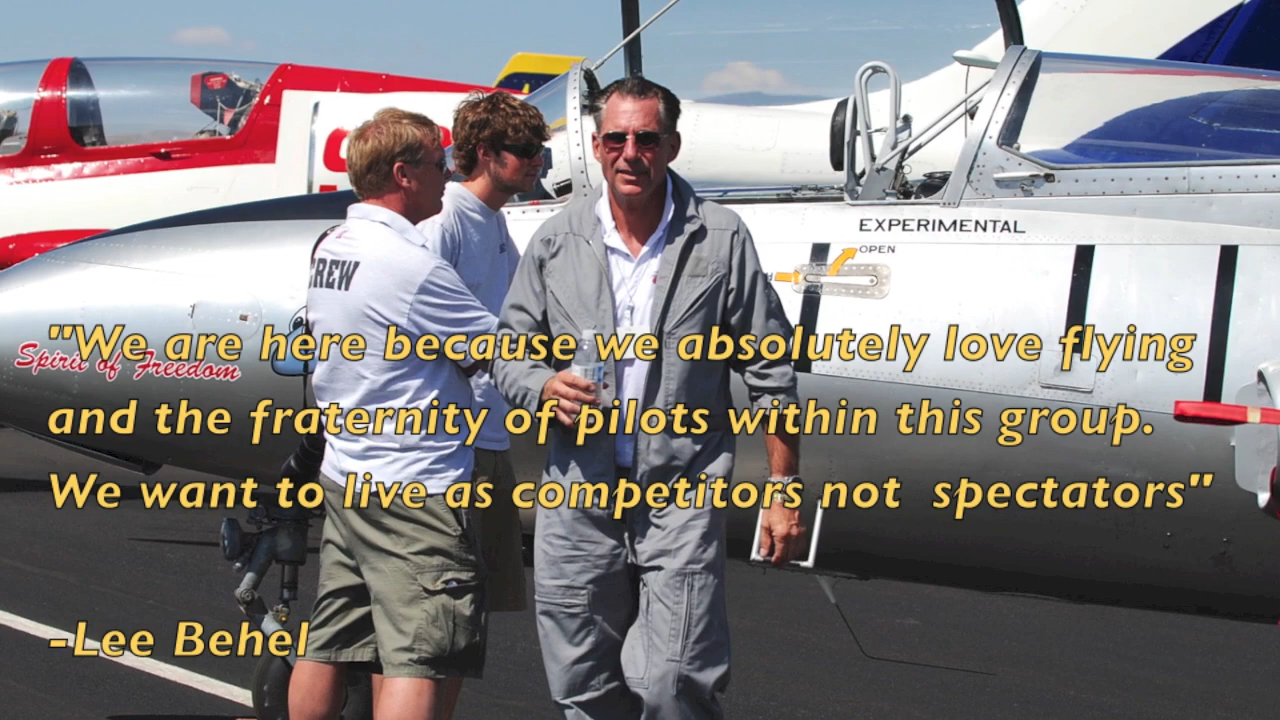 EXPERIMENTAL
OPEN
CREW
"We are here because we absolutely love flying
Spirit of Freedom
and the fraternity of pilots within this group.
We want to live as competitors not spectators"
-Lee Behel